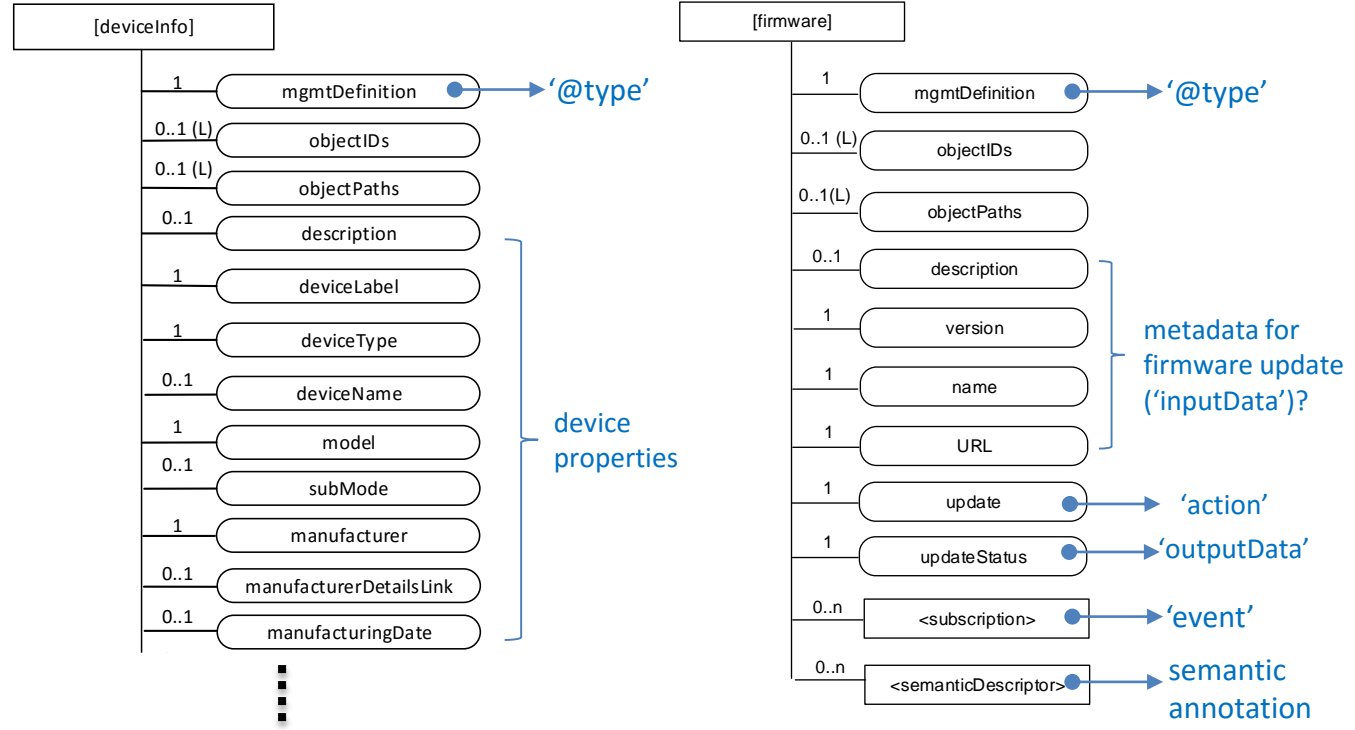 [deviceInfo]
1
mgmtDefinition
‘@type’
0..1 (L)
objectIDs
0..1 (L)
objectPaths
0..1
description
1
deviceLabel
1
deviceType
0..1
deviceName
1
model
0..1
subMode
1
manufacturer
0..1
manufacturerDetailsLink
0..1
manufacturingDate
device
properties
[firmware]
1
mgmtDefinition
‘@type’
0..1 (L)
objectIDs
0..1(L)
objectPaths
0..1
description
1
version
1
name
1
URL
metadata for
firmware update
(‘inputData’)?
1
update
‘action’
1
updateStatus
‘outputData’
0..n
<subscription>
‘event’
0..n
<semanticDescriptor>
semantic
annotation